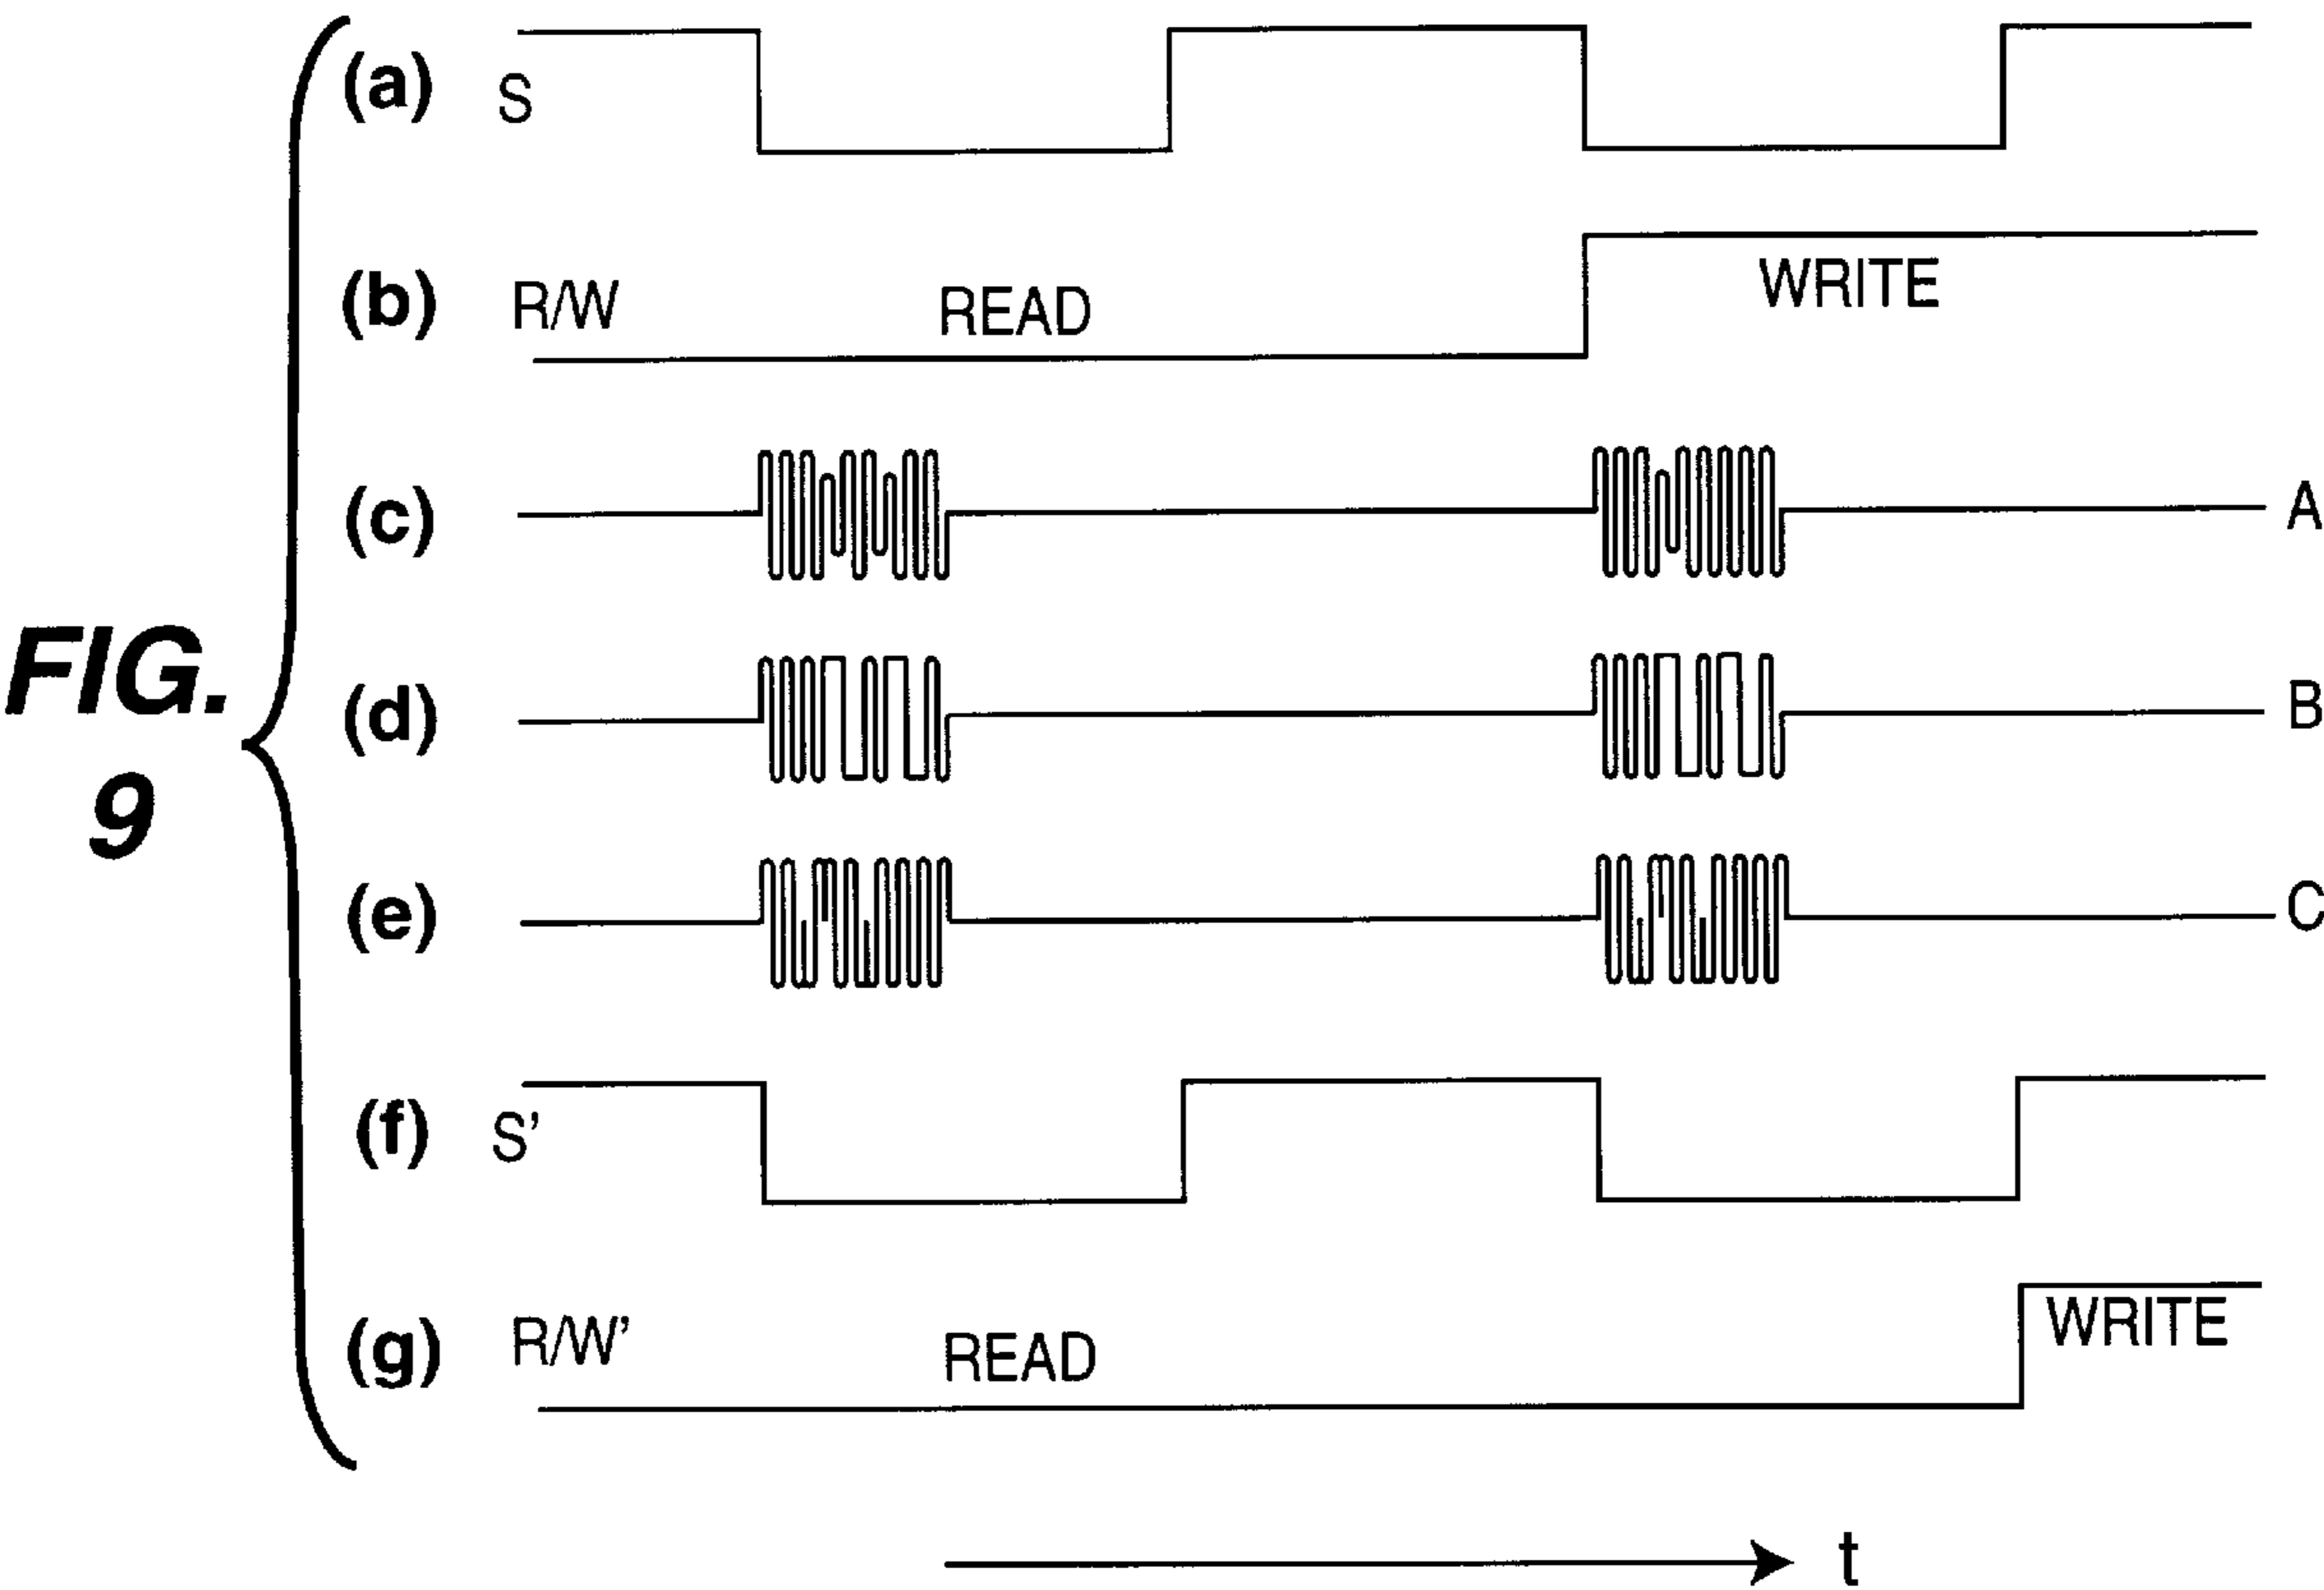 FIG.
9
(a) S
(b) R/W READ WRITE
(c) A
(d) B
(e) C
(f) S'
(g) R/W' READ WRITE
t